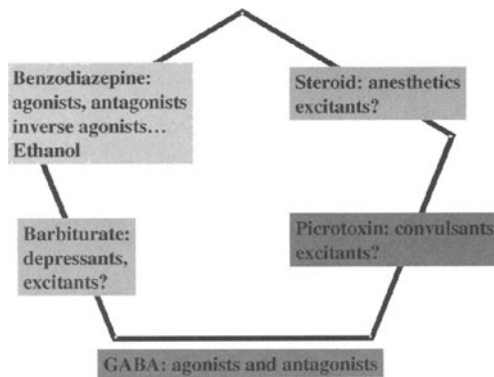 Benzodiazepine:
agonists, antagonists
inverse agonists…
Ethanol
Steroid: anesthetics
excitants?
Barbiturate:
depressants,
excitants?
Picrotoxin: convulsants
excitants?
GABA: agonists and antagonists